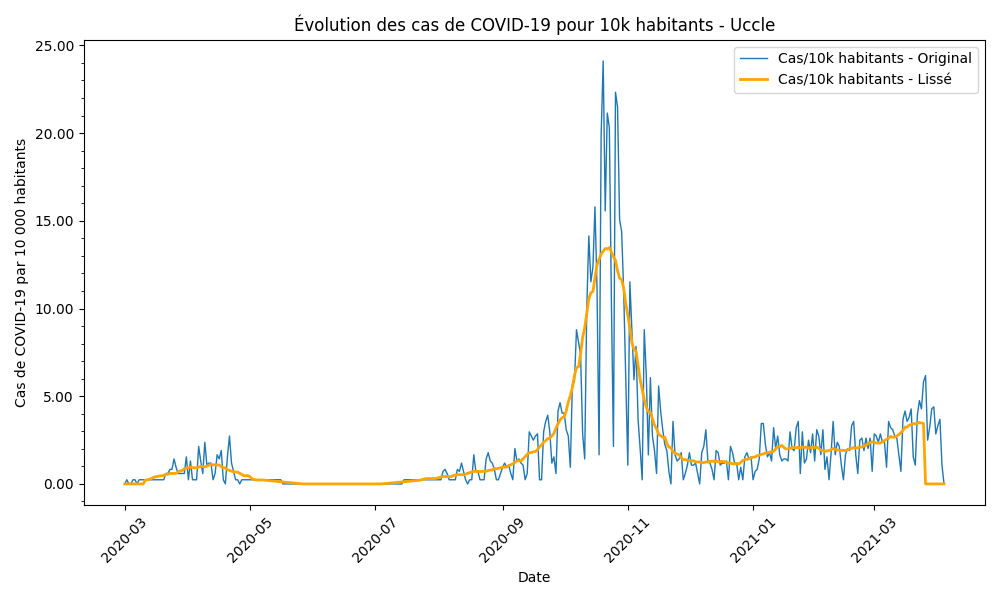 Évolution des cas de COVID-19 pour 10k habitants - Uccle
Cas/10k habitants - Original
Cas/10k habitants - Lissé
Cas de COVID-19 par 10 000 habitants
25.00
20.00
15.00
10.00
5.00
0.00
2020-03
2020-05
2020-07
2020-09
2020-11
2021-01
2021-03
Date